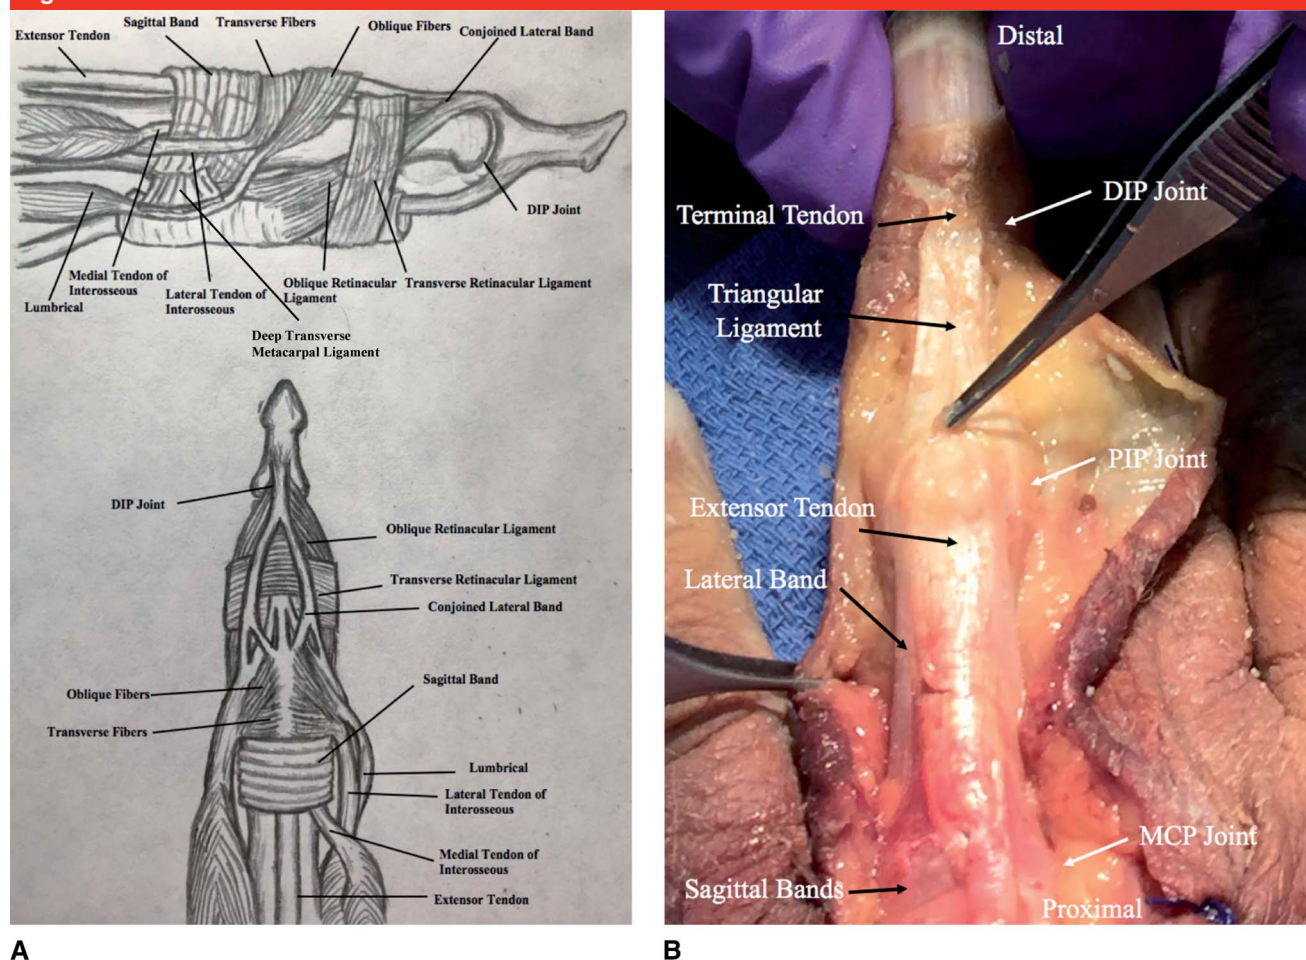 Sagittal Band
Transverse Fibers
Oblique Fibers
Conjoined Lateral Band
Extensor Tendon
DIP Joint
Medial Tendon of
Interosseous
Lateral Tendon of
Interosseous
Oblique Retinacular
Ligament
Transverse Retinacular Ligament
Lumbrical
Deep Transverse
Metacarpal Ligament
DIP Joint
Oblique Retinacular Ligament
Transverse Retinacular Ligament
Conjoined Lateral Band
Sagittal Band
Oblique Fibers
Transverse Fibers
Lumbrical
Lateral Tendon of
Interosseous
Medial Tendon of
Interosseous
Extensor Tendon
A
Distal
DIP Joint
Terminal Tendon
Triangular
Ligament
PIP Joint
Extensor Tendon
Lateral Band
MCP Joint
Sagittal Bands
Proximal
B